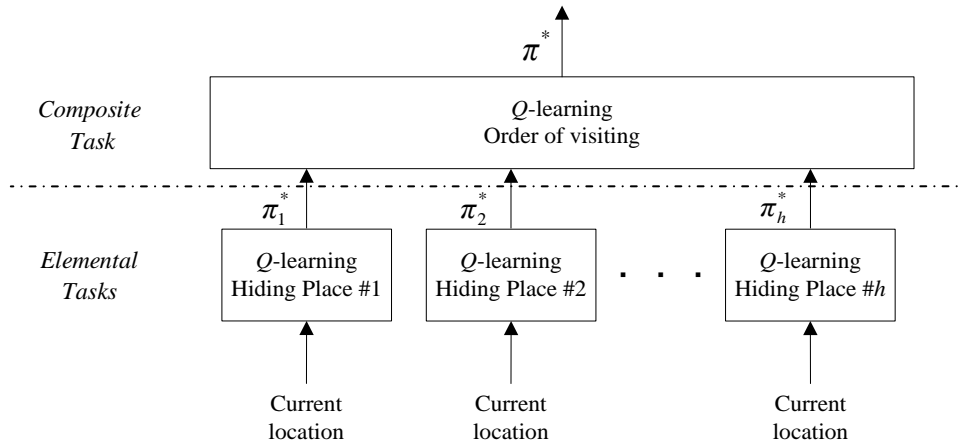 π*
Composite
Task
Q-learning
Order of visiting
π₁*
π₂*
πₕ*
Elemental
Tasks
Q-learning
Hiding Place #1
Q-learning
Hiding Place #2
. . .
Q-learning
Hiding Place #h
Current
location
Current
location
Current
location